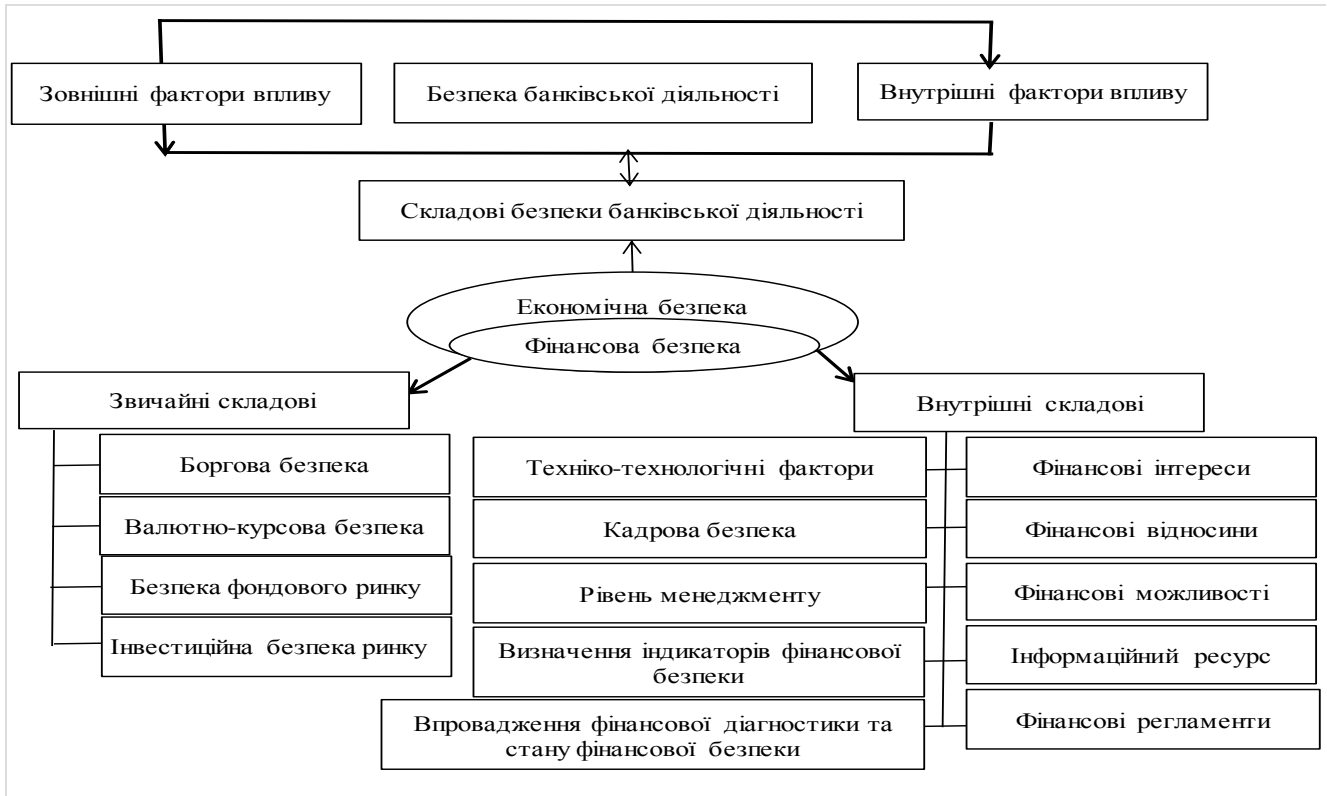 Зовнішні фактори впливу
Безпека банківської діяльності
Внутрішні фактори впливу
Складові безпеки банківської діяльності
Економічна безпека
Фінансова безпека
Звичайні складові
Внутрішні складові
Боргова безпека
Валютно-курсова безпека
Безпека фондового ринку
Інвестиційна безпека ринку
Техніко-технологічні фактори
Кадрова безпека
Рівень менеджменту
Визначення індикаторів фінансової
безпеки
Впровадження фінансової діагностики та
стану фінансової безпеки
Фінансові інтереси
Фінансові відносини
Фінансові можливості
Інформаційний ресурс
Фінансові регламенти